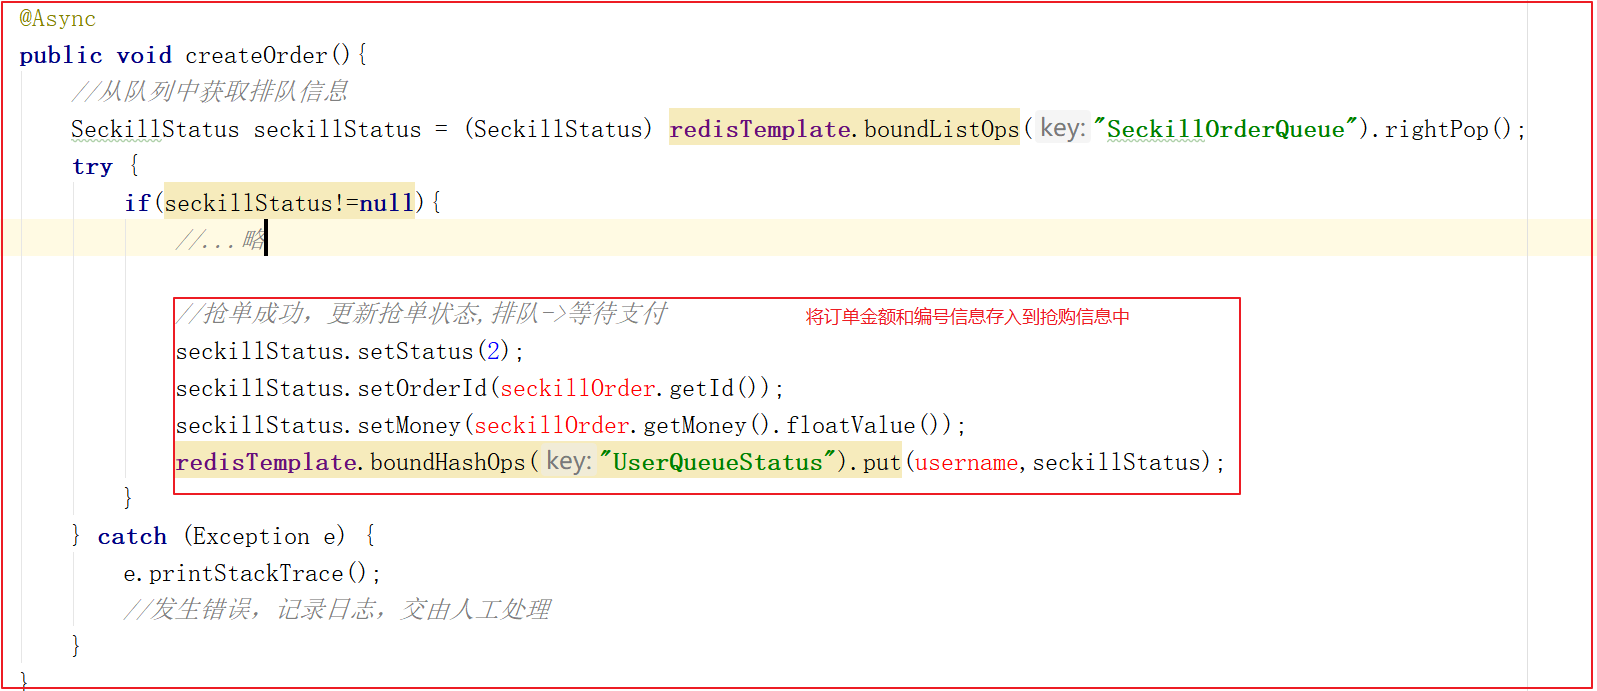 @Async
public void createOrder(){
//从队列中获取排队信息
SeckillStatus seckillStatus = (SeckillStatus) redisTemplate.boundListOps( key: "SeckillOrderQueue").rightPop();
try {
if(seckillStatus!=null){
//...略
//抢单成功，更新抢单状态,排队->等待支付
将订单金额和编号信息存入到抢购信息中
seckillStatus.setStatus(2);
seckillStatus.setOrderId(seckillOrder.getId());
seckillStatus.setMoney(seckillOrder.getMoney().floatValue());
redisTemplate.boundHashOps( key: "UserQueueStatus").put(username,seckillStatus);
}
} catch (Exception e) {
e.printStackTrace();
//发生错误，记录日志，交由人工处理
}
}